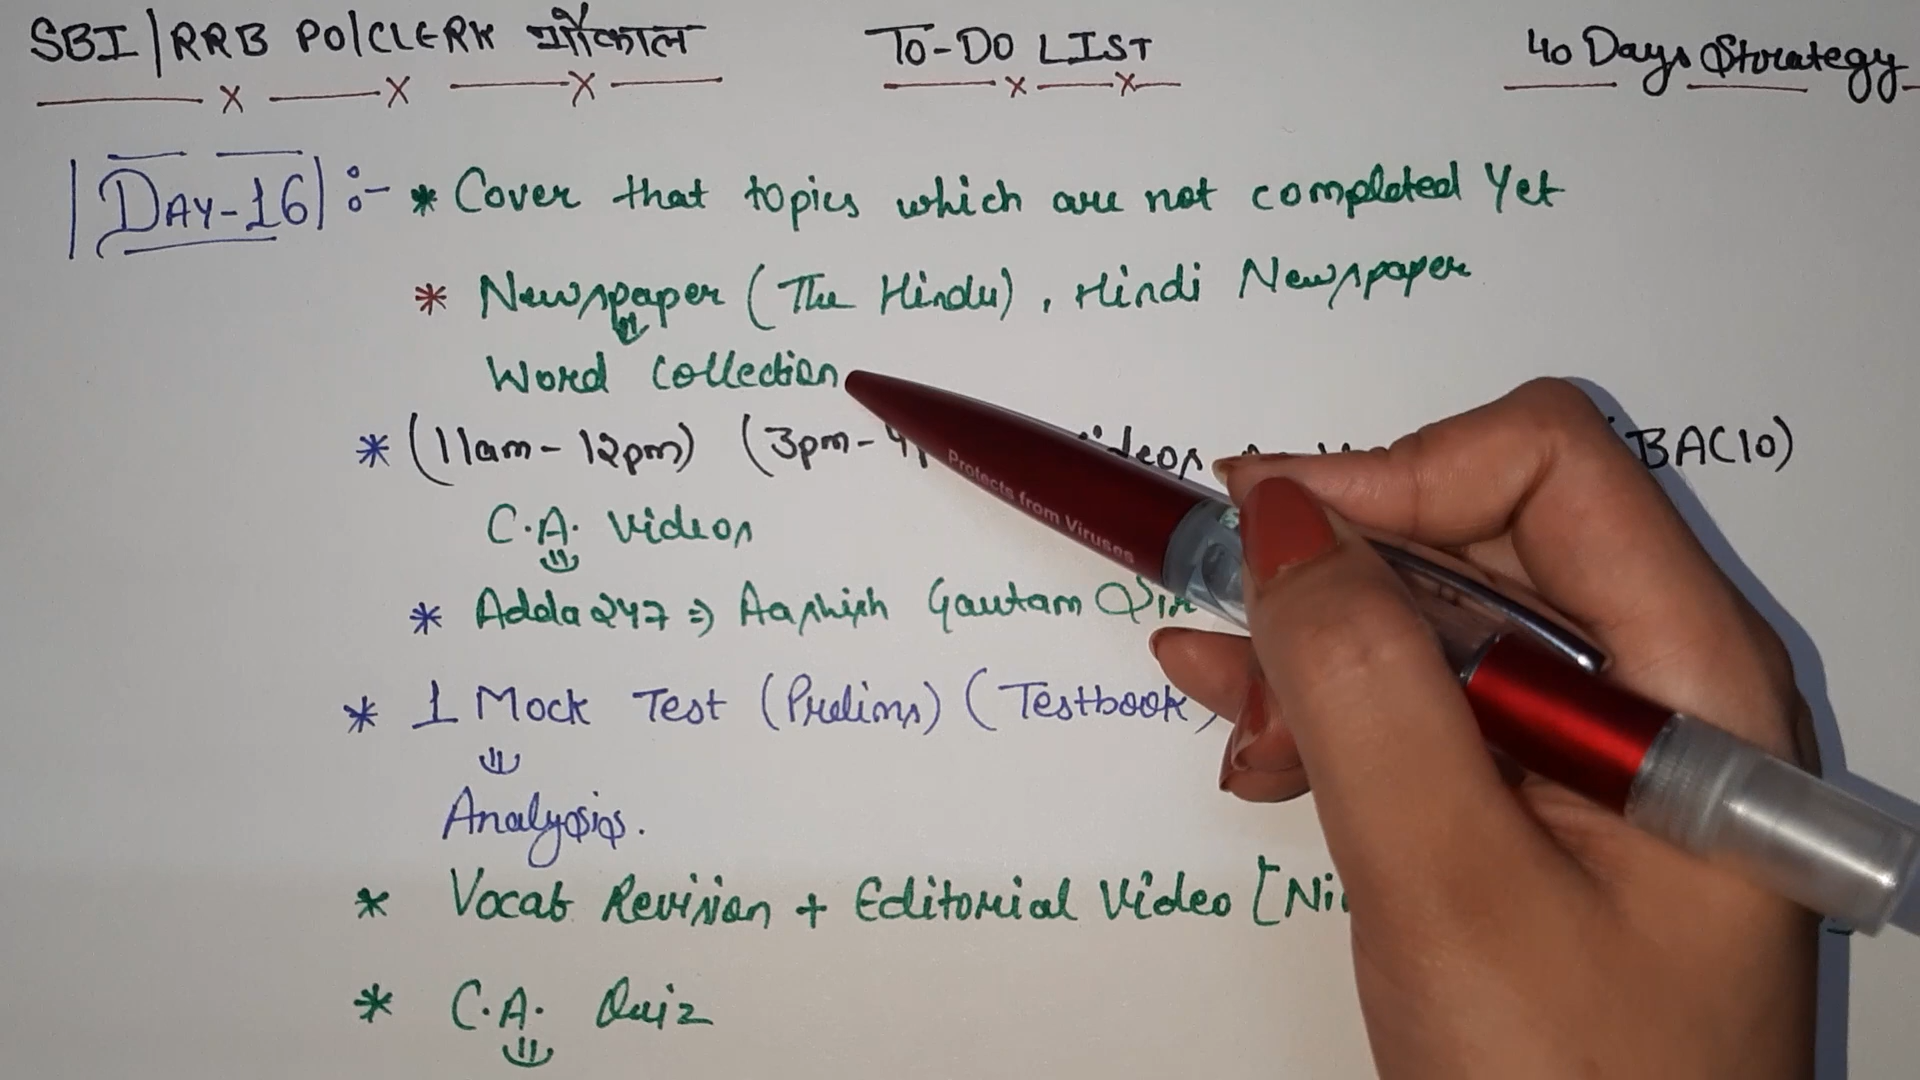 SBI/RRB PO/CLERK भौकाल
TO-DO LIST
40 Days Strategy
DAY-16 :- * Cover that topics which are not completed Yet
* Newspaper (The Hindu), Hindi Newspaper
Word Collection
* (11am-12pm) (3pm-4 BA(10)
C.A. Videos
* Adda247 => Aashish Gautam Sir
* 1 Mock Test (Prelims) (Testbook)
Analysis.
* Vocab Revision + Editorial Video [Ni
* C.A. Quiz
Protects from Viruses